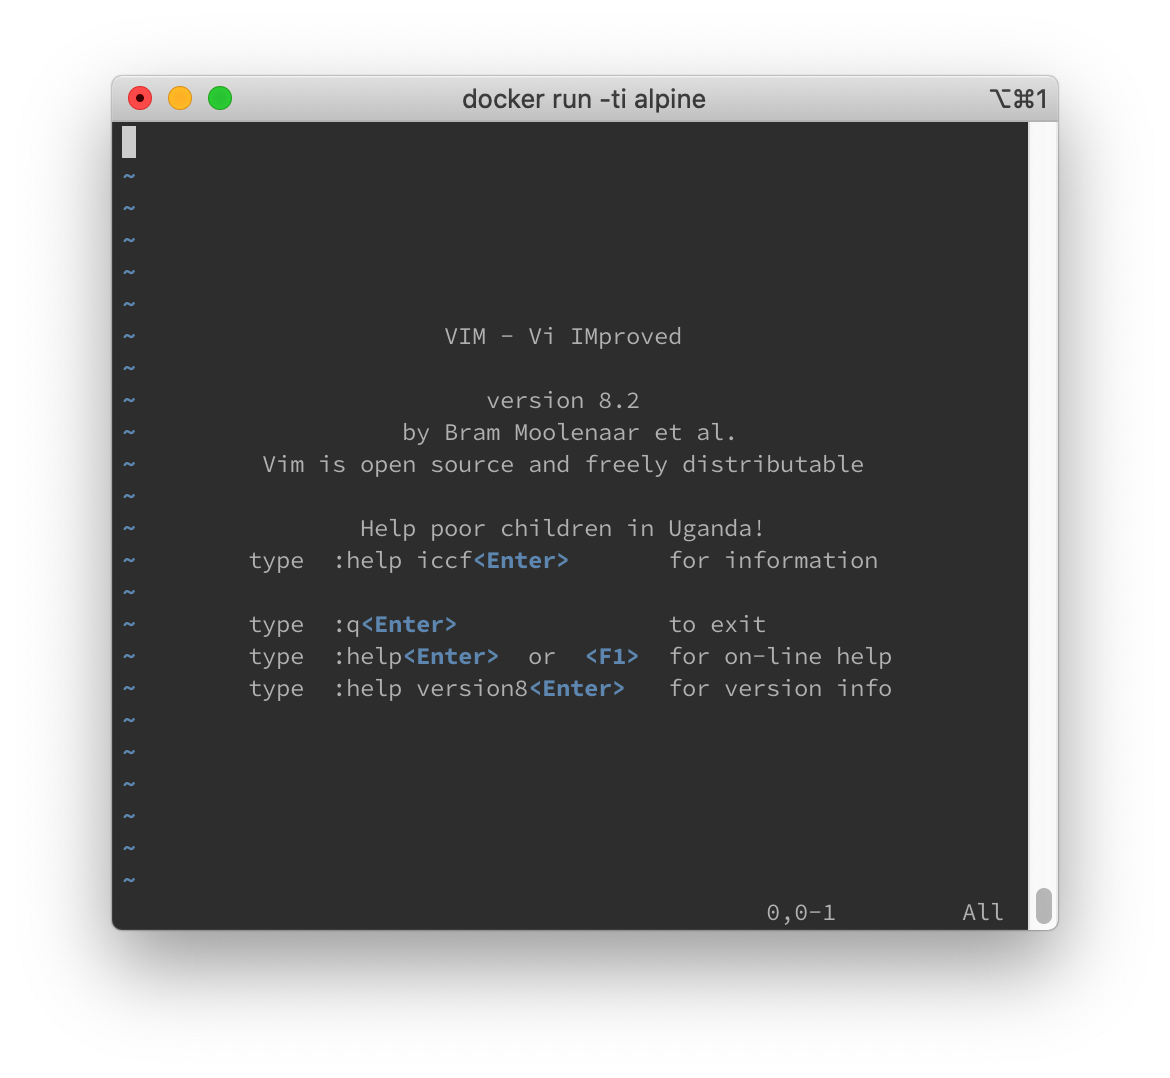 docker run -ti alpine ⌥⌘1
~
~
~
~
~
~ VIM - Vi IMproved
~
~ version 8.2
~ by Bram Moolenaar et al.
~ Vim is open source and freely distributable
~
~ Help poor children in Uganda!
~ type :help iccf<Enter> for information
~
~ type :q<Enter> to exit
~ type :help<Enter> or <F1> for on-line help
~ type :help version8<Enter> for version info
~
~
~
~
~
~
0,0-1 All